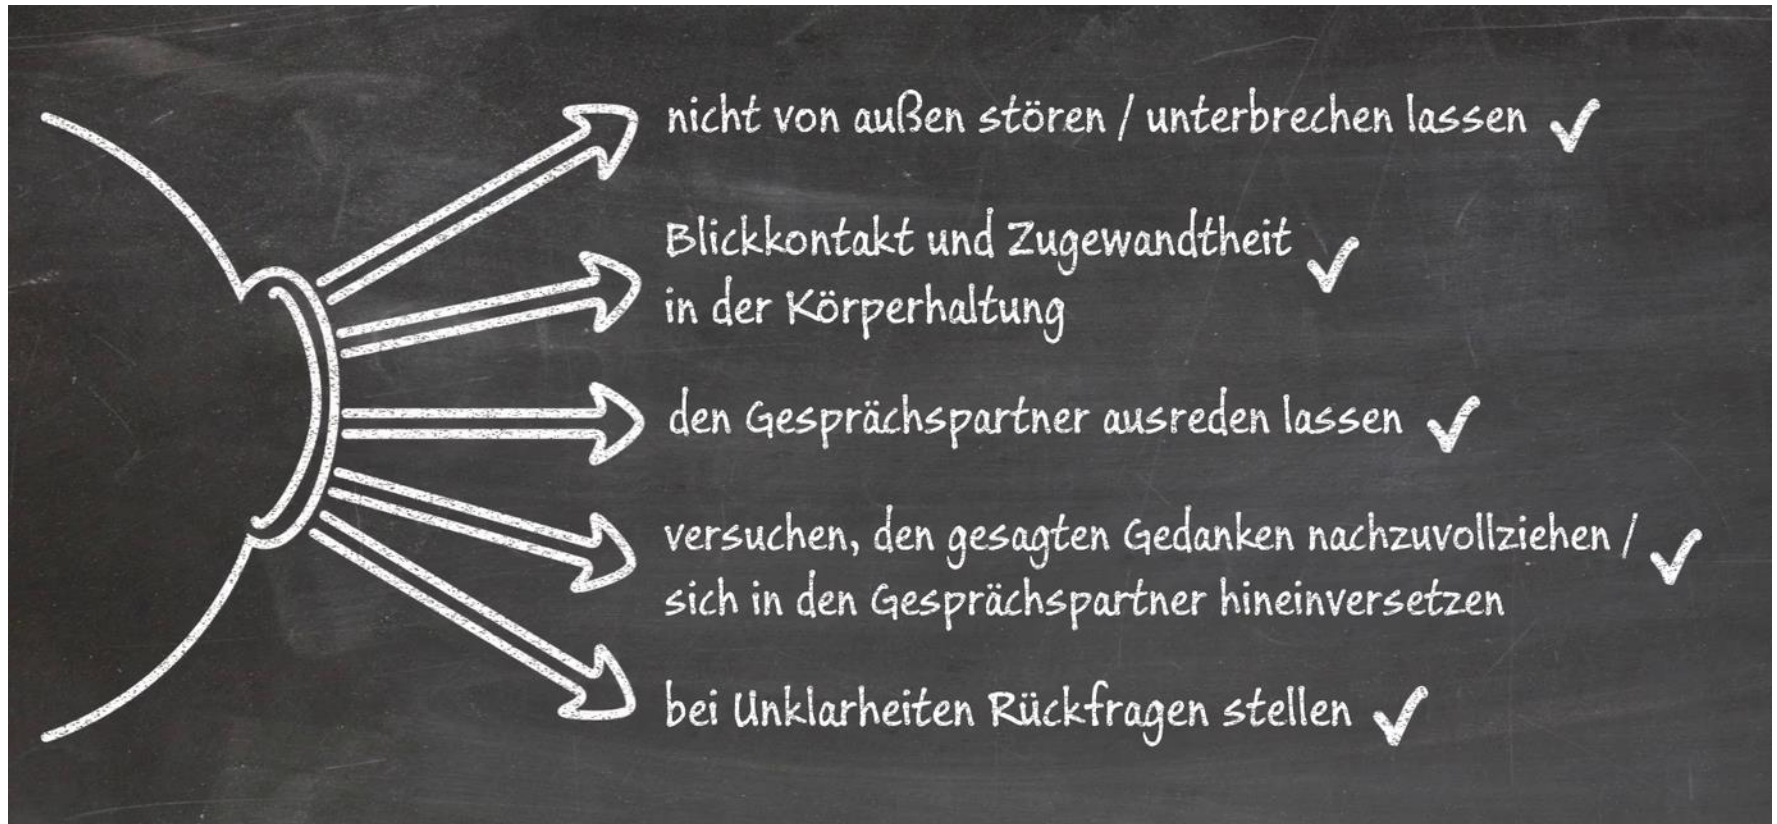 nicht von außen stören / unterbrechen lassen
Blickkontakt und Zugewandtheit
in der Körperhaltung
den Gesprächspartner ausreden lassen
versuchen, den gesagten Gedanken nachzuvollziehen /
sich in den Gesprächspartner hineinversetzen
bei Unklarheiten Rückfragen stellen